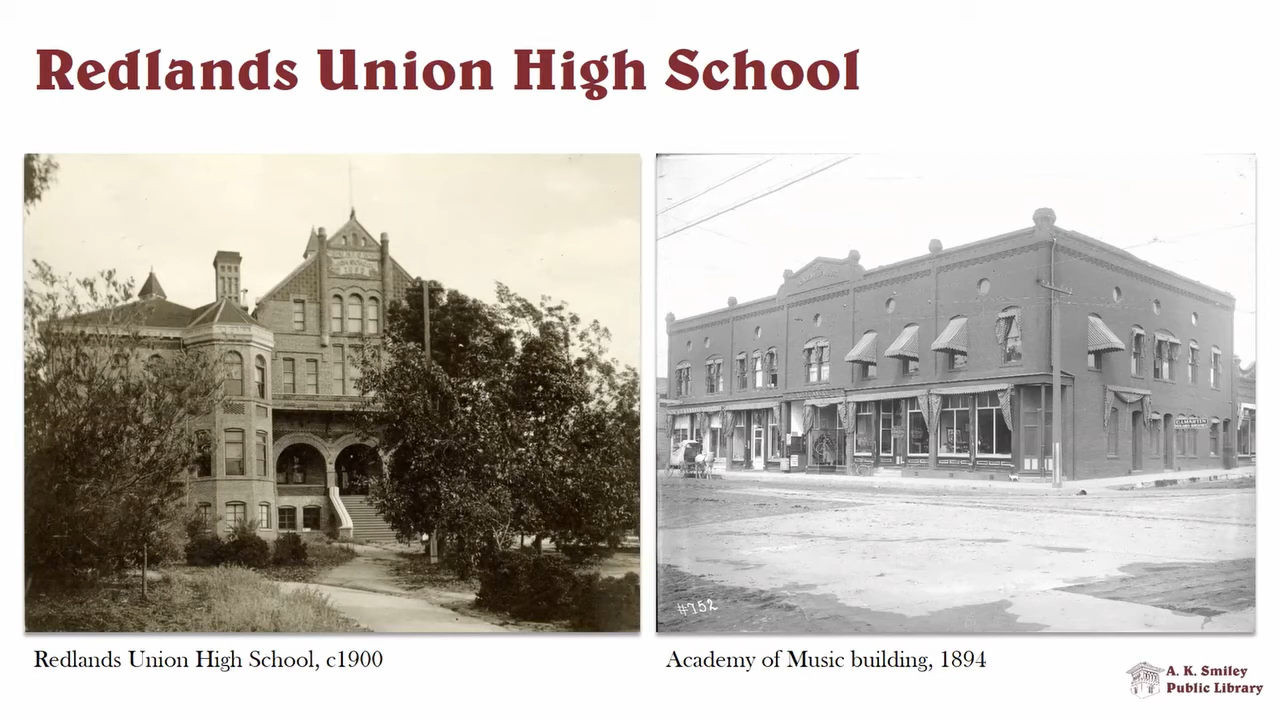 Redlands Union High School
#752
Redlands Union High School, c1900
Academy of Music building, 1894
A. K. Smiley
Public Library